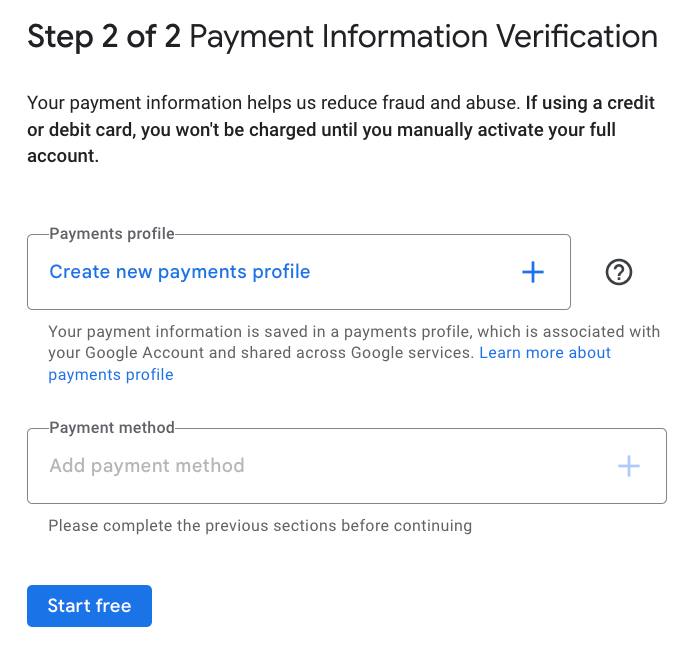 Step 2 of 2 Payment Information Verification
Your payment information helps us reduce fraud and abuse. If using a credit
or debit card, you won't be charged until you manually activate your full
account.
Payments profile
Create new payments profile
Your payment information is saved in a payments profile, which is associated with
your Google Account and shared across Google services. Learn more about
payments profile
Payment method
Add payment method
Please complete the previous sections before continuing
Start free